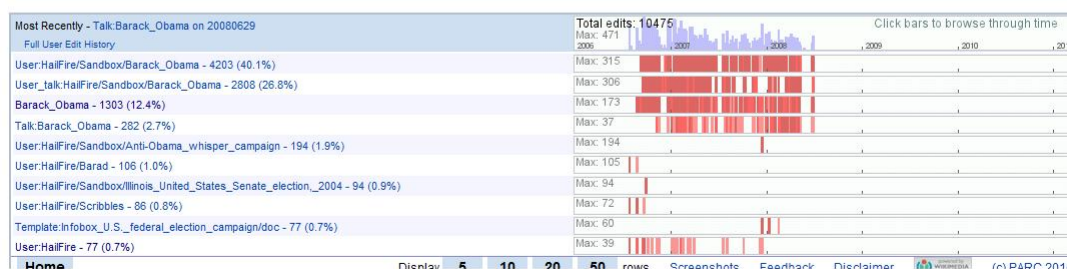 Most Recently - Talk:Barack_Obama on 20080629
Full User Edit History
Total edits: 10475
Click bars to browse through time
Max: 471
2006 2007 2008 2009 2010 201
User:HailFire/Sandbox/Barack_Obama - 4203 (40.1%)
Max: 315
User_talk:HailFire/Sandbox/Barack_Obama - 2808 (26.8%)
Max: 306
Barack_Obama - 1303 (12.4%)
Max: 173
Talk:Barack_Obama - 282 (2.7%)
Max: 37
User:HailFire/Sandbox/Anti-Obama_whisper_campaign - 194 (1.9%)
Max: 194
User:HailFire/Barad - 106 (1.0%)
Max: 105
User:HailFire/Sandbox/Illinois_United_States_Senate_election,_2004 - 94 (0.9%)
Max: 94
User:HailFire/Scribbles - 86 (0.8%)
Max: 72
Template:Infobox_U.S._federal_election_campaign/doc - 77 (0.7%)
Max: 60
User:HailFire - 77 (0.7%)
Max: 39
Home Display 5 10 20 50 rows Screenshots Feedback Disclaimer powered by WIKIMEDIA (c) PARC 201